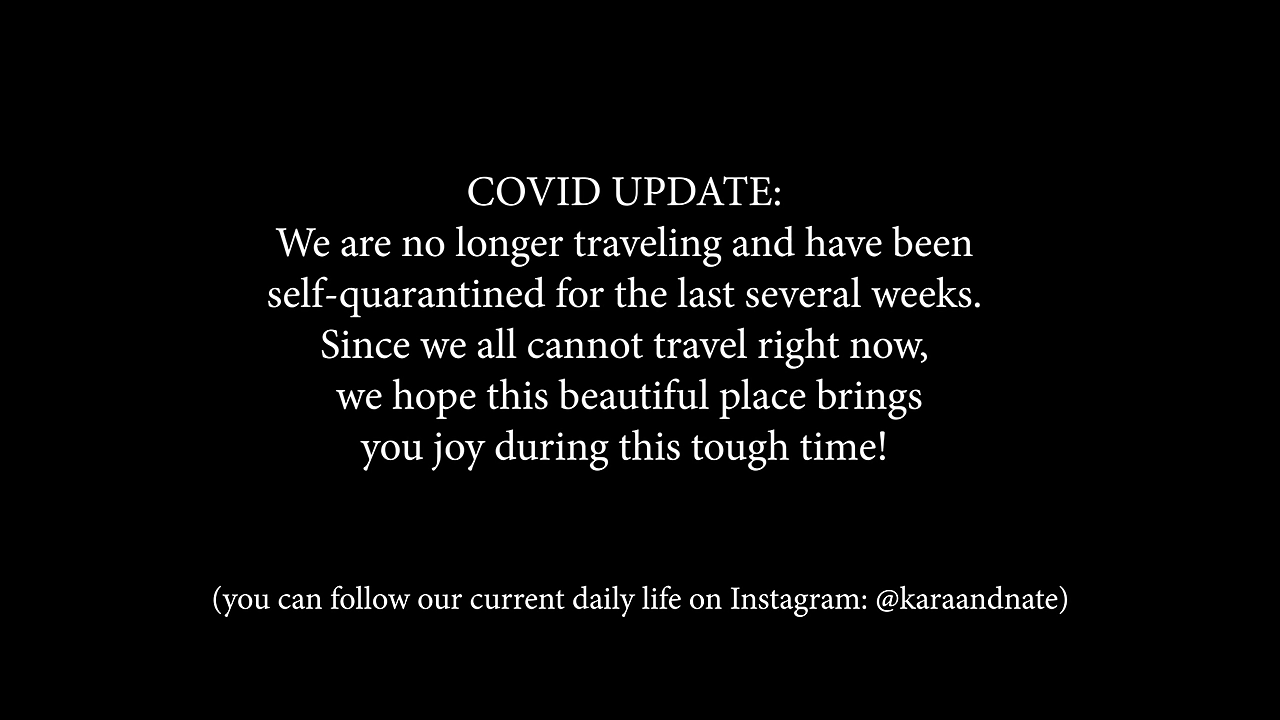 COVID UPDATE:
We are no longer traveling and have been
self-quarantined for the last several weeks.
Since we all cannot travel right now,
we hope this beautiful place brings
you joy during this tough time!
(you can follow our current daily life on Instagram: @karaandnate)